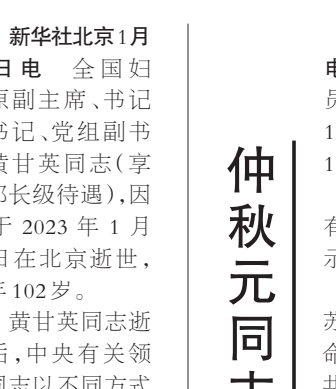 新华社北京1月
日电 全国妇
原副主席、书记
书记、党组副书
黄甘英同志(享
部长级待遇),因
于 2023 年 1 月
日在北京逝世,
年102岁。
黄甘英同志逝
后,中央有关领
同志以不同方式
仲秋元同志
电
员
1
1
有
示
苏
命